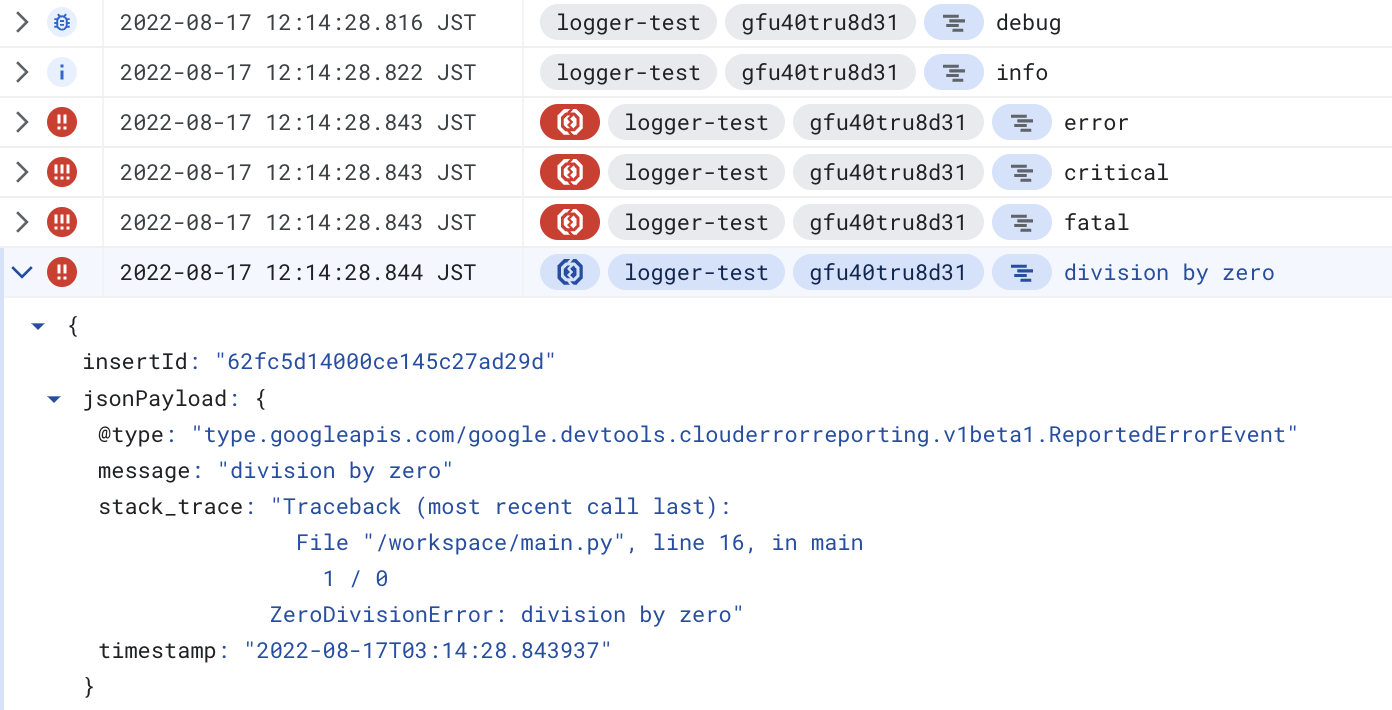 2022-08-17 12:14:28.816 JST logger-test gfu40tru8d31 debug
2022-08-17 12:14:28.822 JST logger-test gfu40tru8d31 info
2022-08-17 12:14:28.843 JST logger-test gfu40tru8d31 error
2022-08-17 12:14:28.843 JST logger-test gfu40tru8d31 critical
2022-08-17 12:14:28.843 JST logger-test gfu40tru8d31 fatal
2022-08-17 12:14:28.844 JST logger-test gfu40tru8d31 division by zero
{
insertId: "62fc5d14000ce145c27ad29d"
jsonPayload: {
@type: "type.googleapis.com/google.devtools.clouderrorreporting.v1beta1.ReportedErrorEvent"
message: "division by zero"
stack_trace: "Traceback (most recent call last):
File "/workspace/main.py", line 16, in main
1 / 0
ZeroDivisionError: division by zero"
timestamp: "2022-08-17T03:14:28.843937"
}